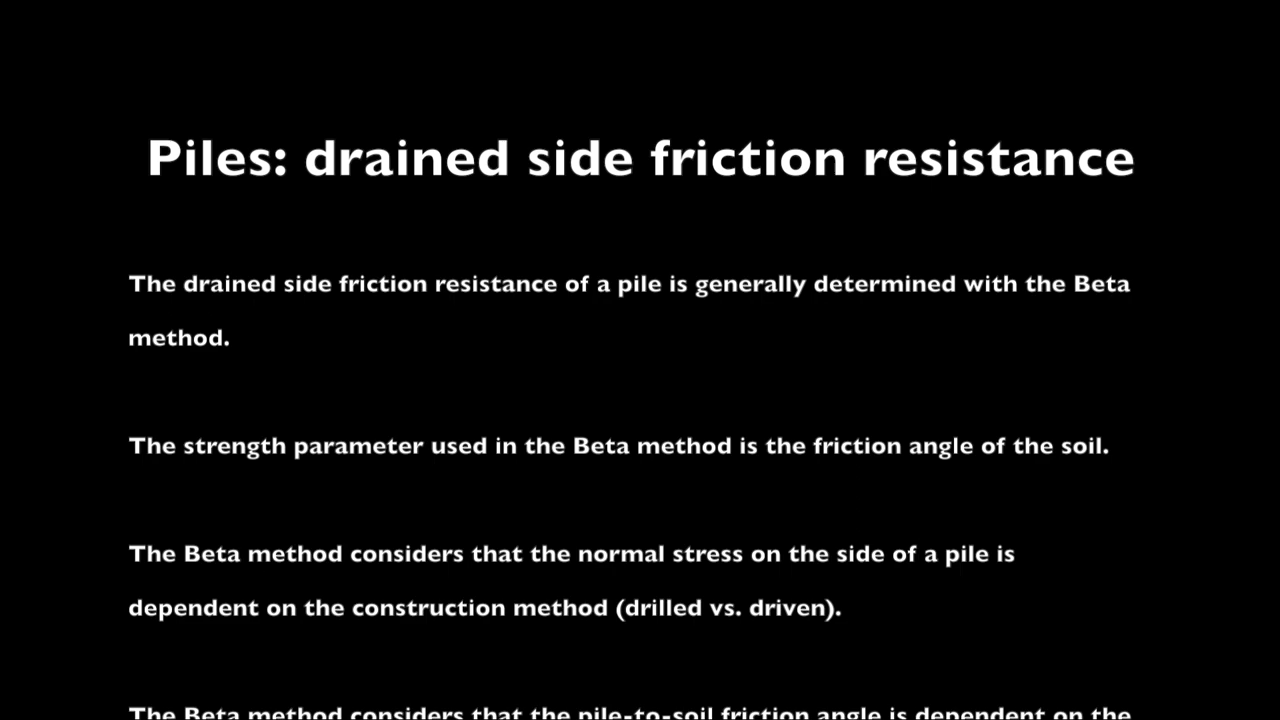 Piles: drained side friction resistance
The drained side friction resistance of a pile is generally determined with the Beta
method.
The strength parameter used in the Beta method is the friction angle of the soil.
The Beta method considers that the normal stress on the side of a pile is
dependent on the construction method (drilled vs. driven).
The Beta method considers that the pile-to-soil friction angle is dependent on the